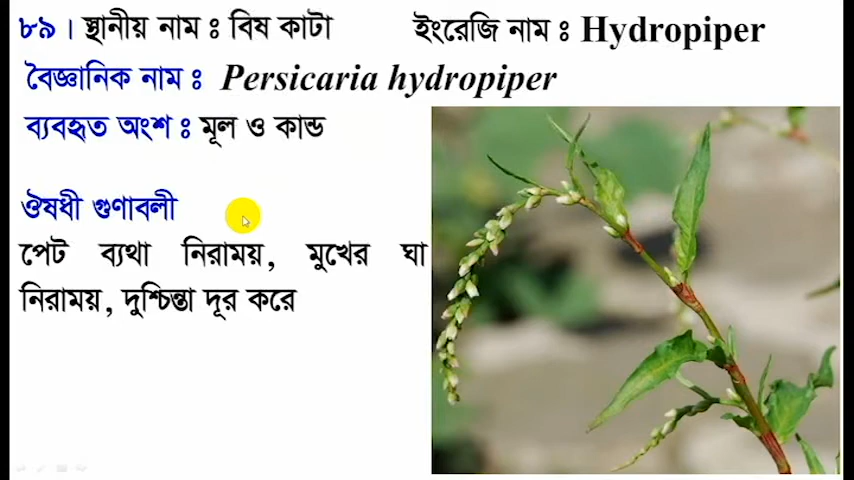 ৮৯। স্থানীয় নাম ঃ বিষ কাটা ইংরেজি নাম ঃ Hydropiper
বৈজ্ঞানিক নাম ঃ Persicaria hydropiper
ব্যবহৃত অংশ ঃ মূল ও কান্ড
ঔষধী গুণাবলী
পেট ব্যথা নিরাময়, মুখের ঘা
নিরাময়, দুশ্চিন্তা দূর করে